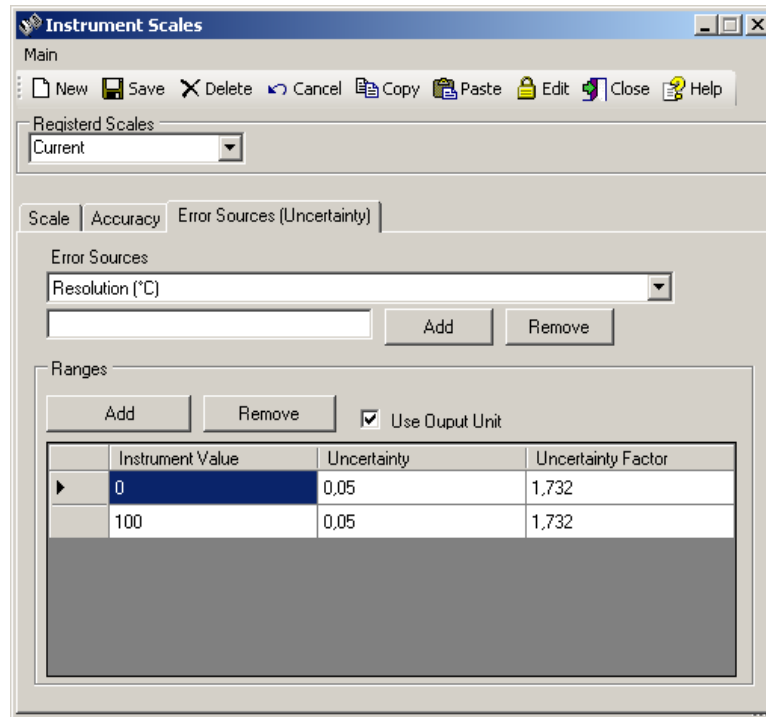 Instrument Scales
Main
New Save Delete Cancel Copy Paste Edit Close Help
Registerd Scales
Current
Scale Accuracy Error Sources (Uncertainty)
Error Sources
Resolution (°C)
Add Remove
Ranges
Add Remove Use Ouput Unit
Instrument Value Uncertainty Uncertainty Factor
0 0,05 1,732
100 0,05 1,732